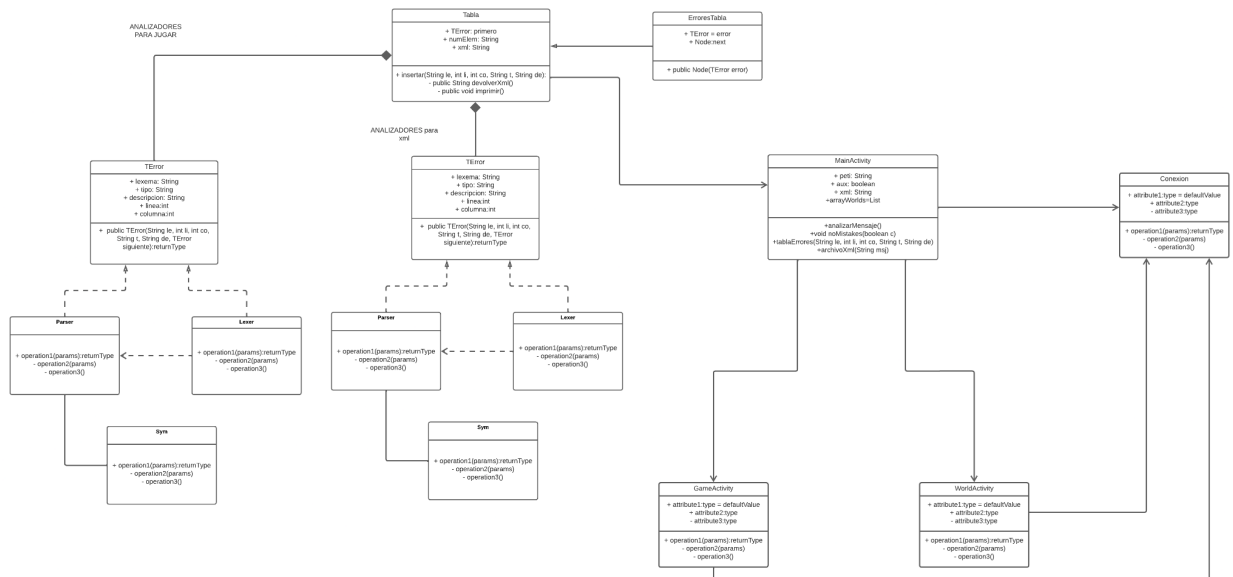 ANALIZADORES
PARA JUGAR
Tabla
+ TError: primero
+ numElem: String
+ xml: String
+ insertar(String le, int li, int co, String t, String de):
- public String devolverXml()
- public void imprimir()
ErroresTabla
+ TError = error
+ Node:next
+ public Node(TError error)
ANALIZADORES para
xml
TError
+ lexema: String
+ tipo: String
+ descripcion: String
+ linea:int
+ columna:int
+ public TError(String le, int li, int co,
String t, String de, TError
siguiente):returnType
TError
+ lexema: String
+ tipo: String
+ descripcion: String
+ linea:int
+ columna:int
+ public TError(String le, int li, int co,
String t, String de, TError
siguiente):returnType
MainActivity
+ peti: String
+ aux: boolean
+ xml: String
+arrayWorlds=List
+analizarMensaje()
+void noMistakes(boolean c)
+tablaErrores(String le, int li, int co, String t, String de)
+archivoXml(String msj)
Conexion
+ attribute1:type = defaultValue
+ attribute2:type
- attribute3:type
+ operation1(params):returnType
- operation2(params)
- operation3()
Parser
+ operation1(params):returnType
- operation2(params)
- operation3()
Lexer
+ operation1(params):returnType
- operation2(params)
- operation3()
Parser
+ operation1(params):returnType
- operation2(params)
- operation3()
Lexer
+ operation1(params):returnType
- operation2(params)
- operation3()
Sym
+ operation1(params):returnType
- operation2(params)
- operation3()
Sym
+ operation1(params):returnType
- operation2(params)
- operation3()
GameActivity
+ attribute1:type = defaultValue
+ attribute2:type
- attribute3:type
+ operation1(params):returnType
- operation2(params)
- operation3()
WorldActivity
+ attribute1:type = defaultValue
+ attribute2:type
- attribute3:type
+ operation1(params):returnType
- operation2(params)
- operation3()